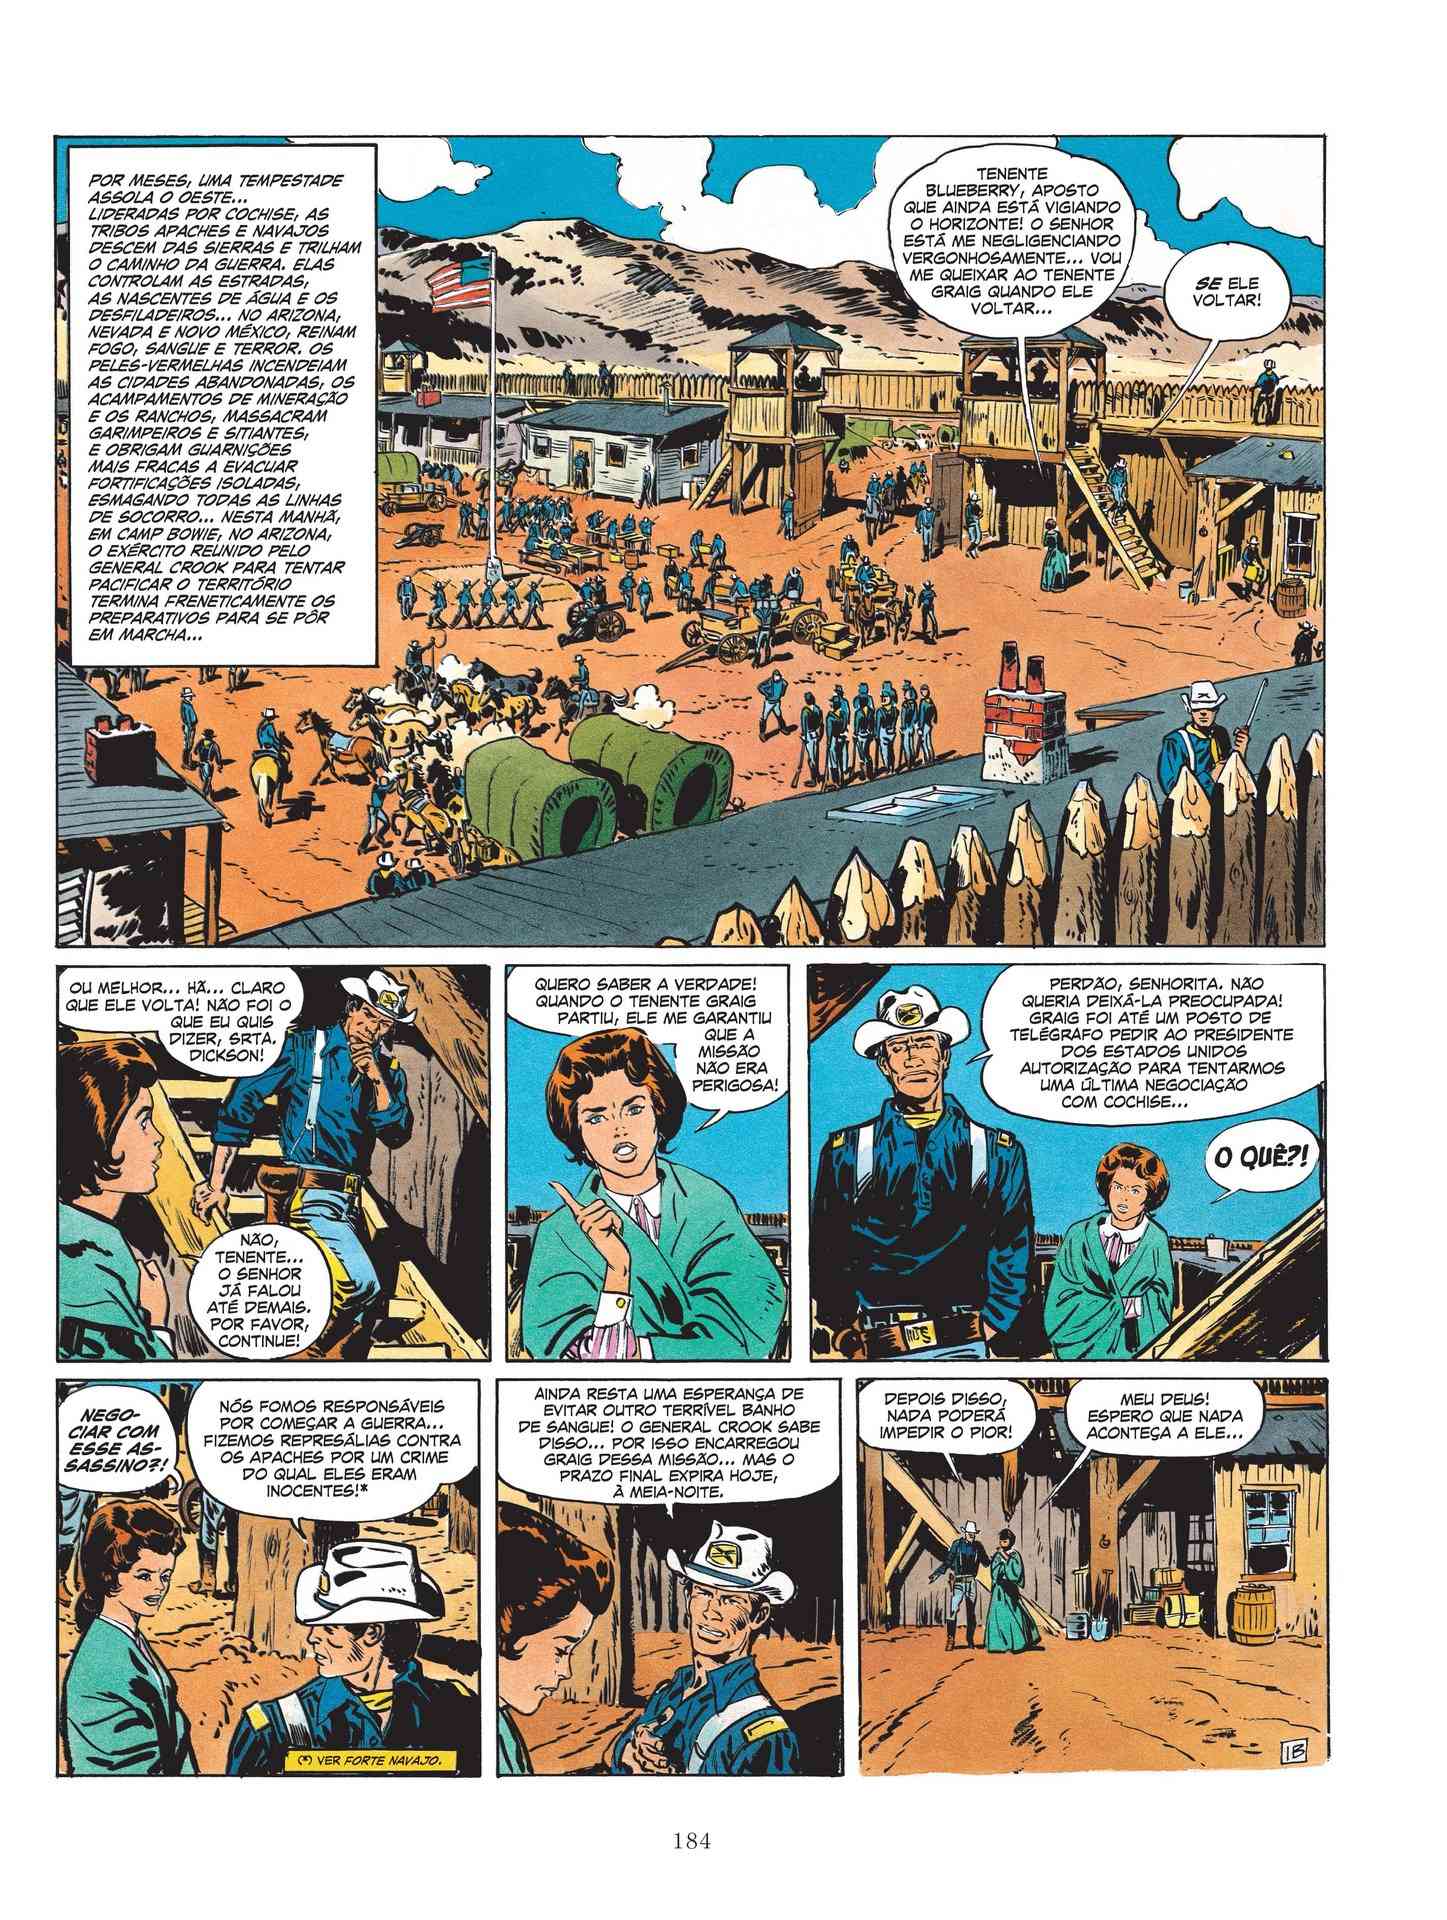 POR MESES, UMA TEMPESTADE
ASSOLA O OESTE...
LIDERADAS POR COCHISE, AS
TRIBOS APACHES E NAVAJOS
DESCEM DAS SIERRAS E TRILHAM
O CAMINHO DA GUERRA. ELAS
CONTROLAM AS ESTRADAS,
AS NASCENTES DE ÁGUA E OS
DESFILADEIROS... NO ARIZONA,
NEVADA E NOVO MÉXICO, REINAM
FOGO, SANGUE E TERROR. OS
PELES-VERMELHAS INCENDEIAM
AS CIDADES ABANDONADAS, OS
ACAMPAMENTOS DE MINERAÇÃO
E OS RANCHOS, MASSACRAM
GARIMPEIROS E SITIANTES,
E OBRIGAM GUARNIÇÕES
MAIS FRACAS A EVACUAR
FORTIFICAÇÕES ISOLADAS,
ESMAGANDO TODAS AS LINHAS
DE SOCORRO... NESTA MANHÃ,
EM CAMP BOWIE, NO ARIZONA,
O EXÉRCITO REUNIDO PELO
GENERAL CROOK PARA TENTAR
PACIFICAR O TERRITÓRIO
TERMINA FRENETICAMENTE OS
PREPARATIVOS PARA SE PÔR
EM MARCHA...
TENENTE
BLUEBERRY, APOSTO
QUE AINDA ESTÁ VIGIANDO
O HORIZONTE! O SENHOR
ESTÁ ME NEGLIGENCIANDO
VERGONHOSAMENTE... VOU
ME QUEIXAR AO TENENTE
GRAIG QUANDO ELE
VOLTAR...
SE ELE
VOLTAR!
OU MELHOR... HÃ... CLARO
QUE ELE VOLTA! NÃO FOI O
QUE EU QUIS
DIZER, SRTA.
DICKSON!
NÃO,
TENENTE...
O SENHOR
JÁ FALOU
ATÉ DEMAIS.
POR FAVOR,
CONTINUE!
QUERO SABER A VERDADE!
QUANDO O TENENTE GRAIG
PARTIU, ELE ME GARANTIU
QUE A
MISSÃO
NÃO ERA
PERIGOSA!
PERDÃO, SENHORITA. NÃO
QUERIA DEIXÁ-LA PREOCUPADA!
GRAIG FOI ATÉ UM POSTO DE
TELÉGRAFO PEDIR AO PRESIDENTE
DOS ESTADOS UNIDOS
AUTORIZAÇÃO PARA TENTARMOS
UMA ÚLTIMA NEGOCIAÇÃO
COM COCHISE...
O QUÊ?!
NEGO-
CIAR COM
ESSE AS-
SASSINO?!
NÓS FOMOS RESPONSÁVEIS
POR COMEÇAR A GUERRA...
FIZEMOS REPRESÁLIAS CONTRA
OS APACHES POR UM CRIME
DO QUAL ELES ERAM
INOCENTES!*
(*) VER FORTE NAVAJO.
AINDA RESTA UMA ESPERANÇA DE
EVITAR OUTRO TERRÍVEL BANHO
DE SANGUE! O GENERAL CROOK SABE
DISSO... POR ISSO ENCARREGOU
GRAIG DESSA MISSÃO... MAS O
PRAZO FINAL EXPIRA HOJE,
À MEIA-NOITE.
DEPOIS DISSO,
NADA PODERÁ
IMPEDIR O PIOR!
MEU DEUS!
ESPERO QUE NADA
ACONTEÇA A ELE...
1B
184